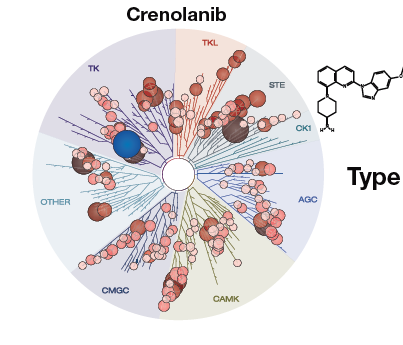 Crenolanib
TKL
TK
STE
CK1
Type
AGC
OTHER
CMGC
CAMK